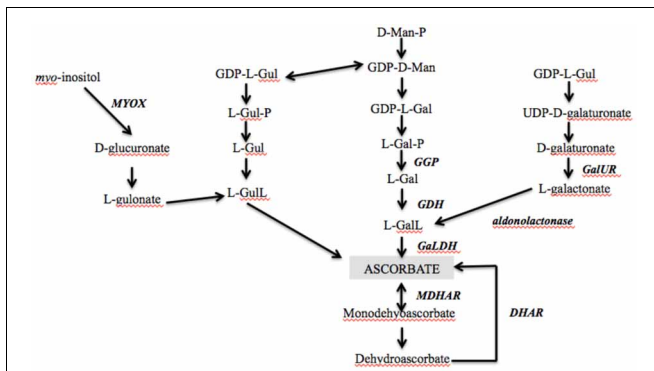 D-Man-P
GDP-L-Gul
GDP-D-Man
GDP-L-Gul
myo-inositol
MYOX
L-Gul-P
GDP-L-Gal
UDP-D-galaturonate
D-glucuronate
L-Gul
L-Gal-P
D-galaturonate
GGP
GalUR
L-gulonate
L-GulL
L-Gal
L-galactonate
GDH
L-GalL
aldonolactonase
GaLDH
ASCORBATE
MDHAR
Monodehyoascorbate
DHAR
Dehydroascorbate